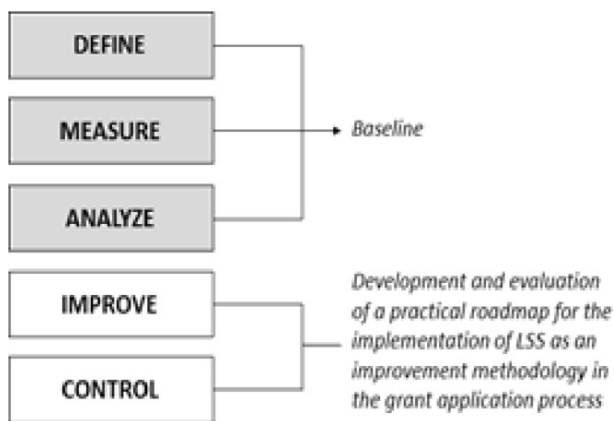 DEFINE
MEASURE
Baseline
ANALYZE
IMPROVE
CONTROL
Development and evaluation
of a practical roadmap for the
implementation of LSS as an
improvement methodology in
the grant application process